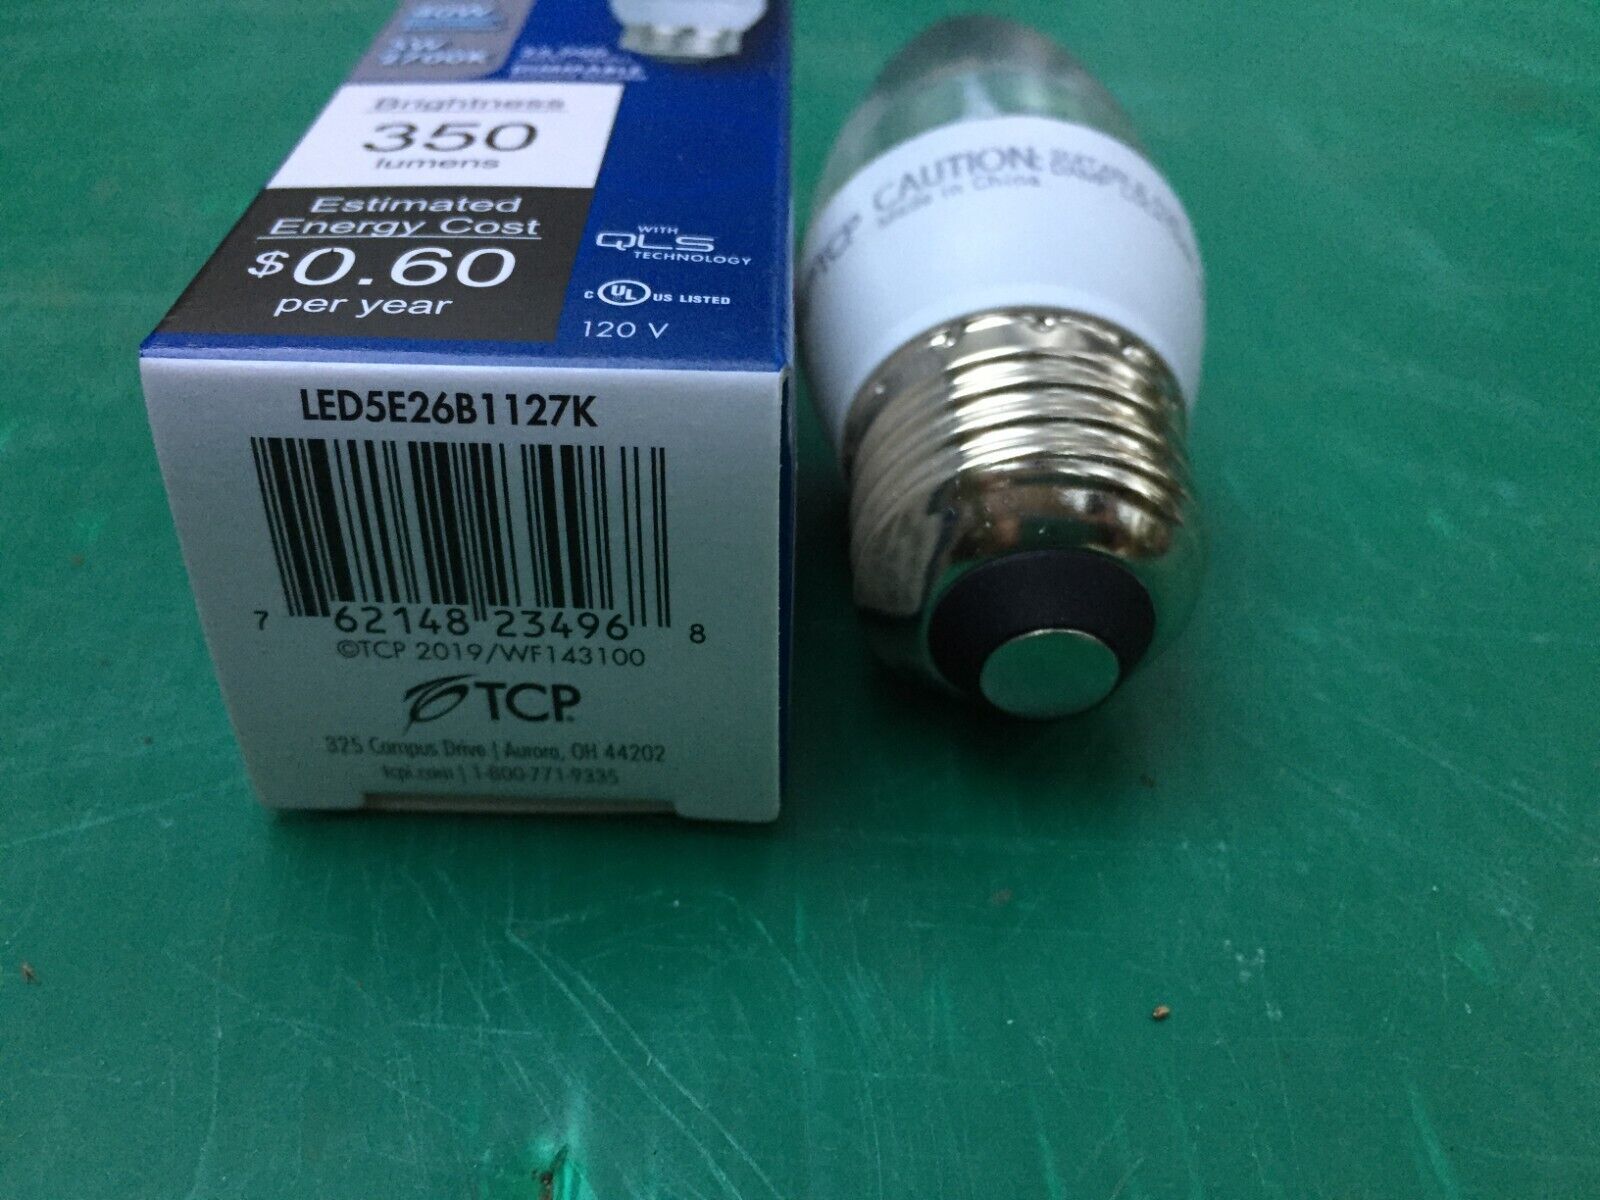 2700K
DIMMABLE
Brightness
350
lumens
Estimated
Energy Cost
$0.60
per year
WITH
QLS
TECHNOLOGY
C UL US LISTED
120 V
LED5E26B1127K
7 62148 23496 8
©TCP 2019/WF143100
TCP
325 Campus Drive | Aurora, OH 44202
tcpi.com | 1-800-771-9335
TCP CAUTION:
Made in China